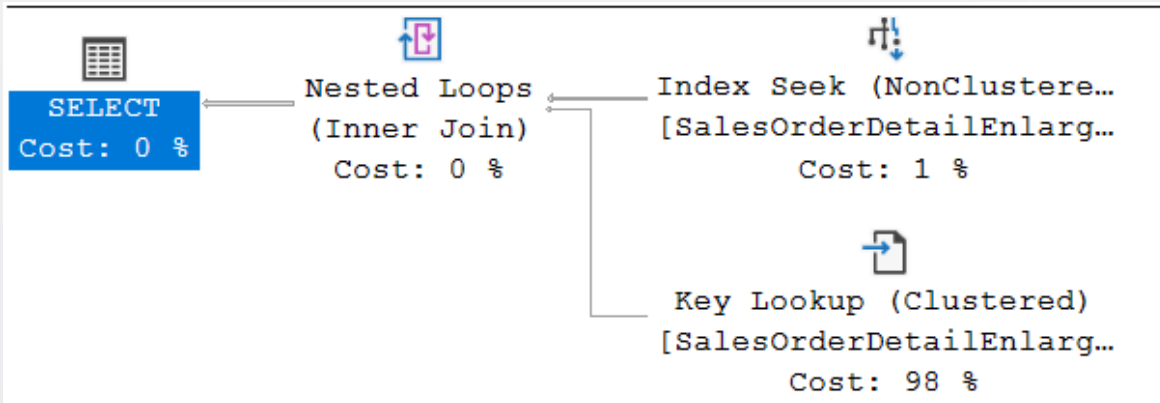 SELECT
Cost: 0 %
Nested Loops
(Inner Join)
Cost: 0 %
Index Seek (NonClustere…
[SalesOrderDetailEnlarg…
Cost: 1 %
Key Lookup (Clustered)
[SalesOrderDetailEnlarg…
Cost: 98 %